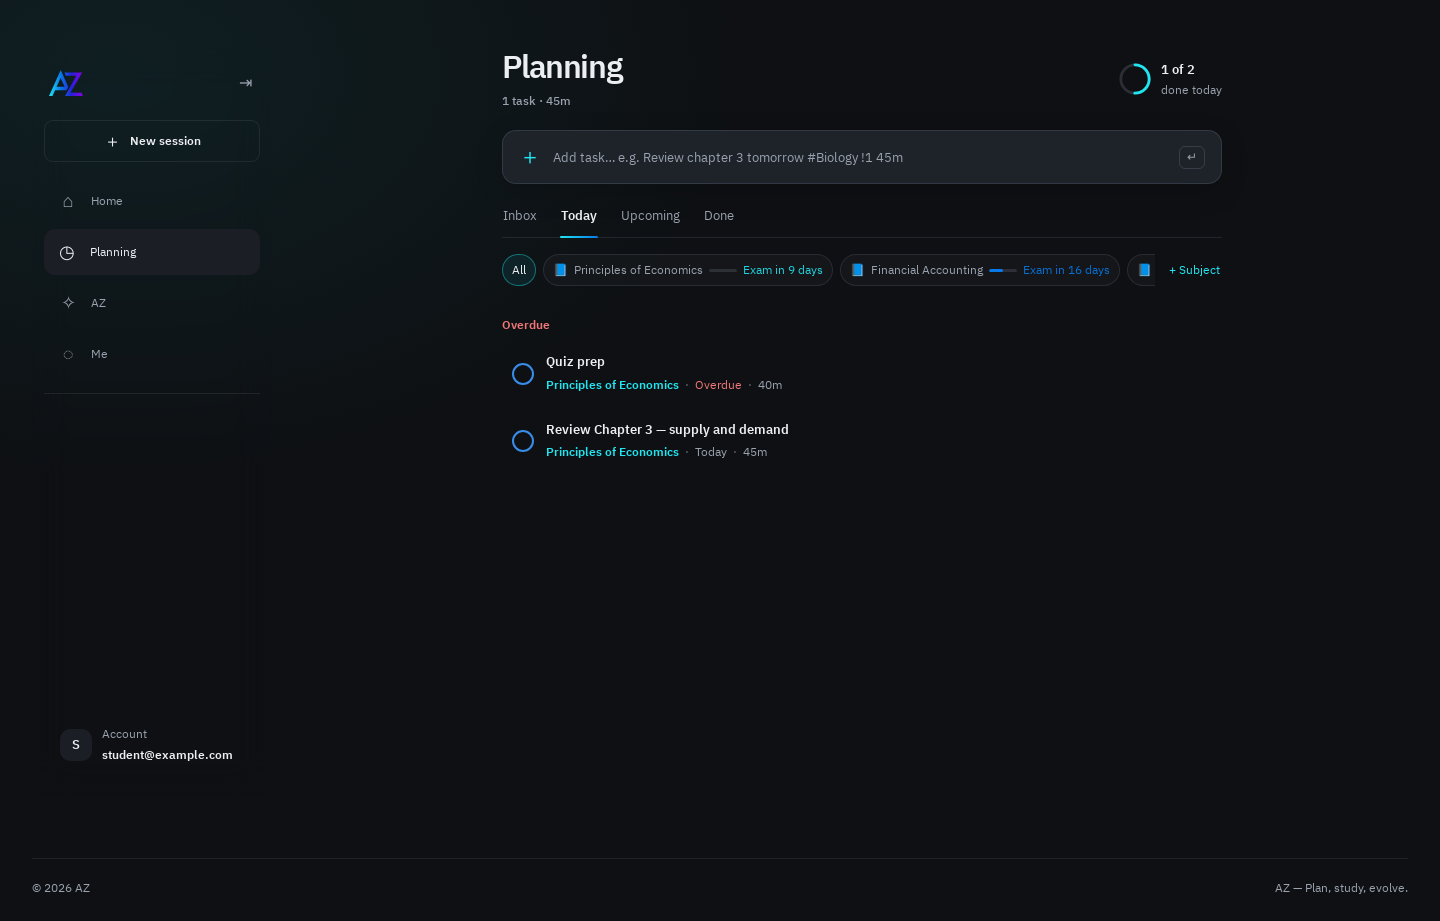 AZ
New session
Home
Planning
AZ
Me
Account
S
student@example.com
Planning
1 task · 45m
1 of 2
done today
+ Add task... e.g. Review chapter 3 tomorrow #Biology !1 45m ↵
Inbox Today Upcoming Done
All Principles of Economics Exam in 9 days Financial Accounting Exam in 16 days + Subject
Overdue
Quiz prep
Principles of Economics · Overdue · 40m
Review Chapter 3 — supply and demand
Principles of Economics · Today · 45m
© 2026 AZ
AZ — Plan, study, evolve.